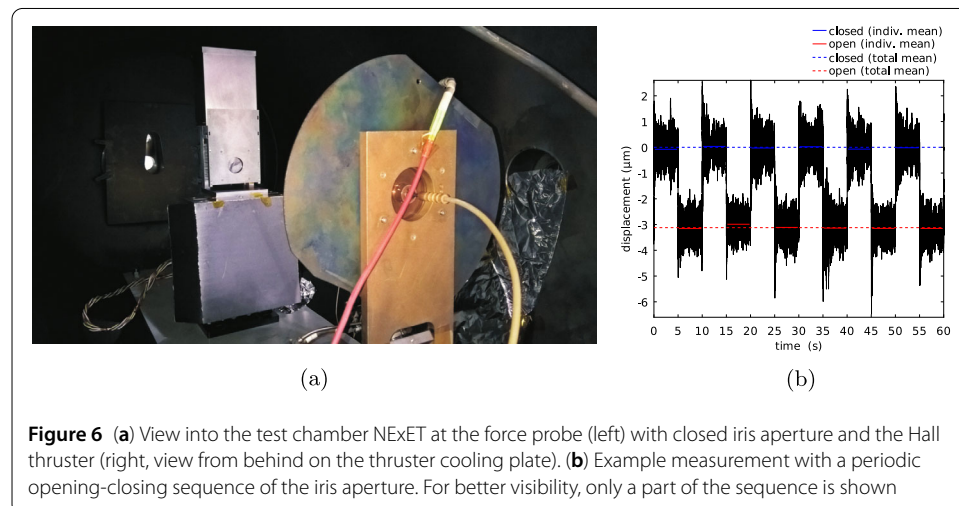 closed (indiv. mean)
open (indiv. mean)
closed (total mean)
open (total mean)
2
1
0
-1
-2
-3
-4
-5
-6
displacement (µm)
0 5 10 15 20 25 30 35 40 45 50 55 60
time (s)
(a)
(b)
Figure 6 (a) View into the test chamber NExET at the force probe (left) with closed iris aperture and the Hall
thruster (right, view from behind on the thruster cooling plate). (b) Example measurement with a periodic
opening-closing sequence of the iris aperture. For better visibility, only a part of the sequence is shown